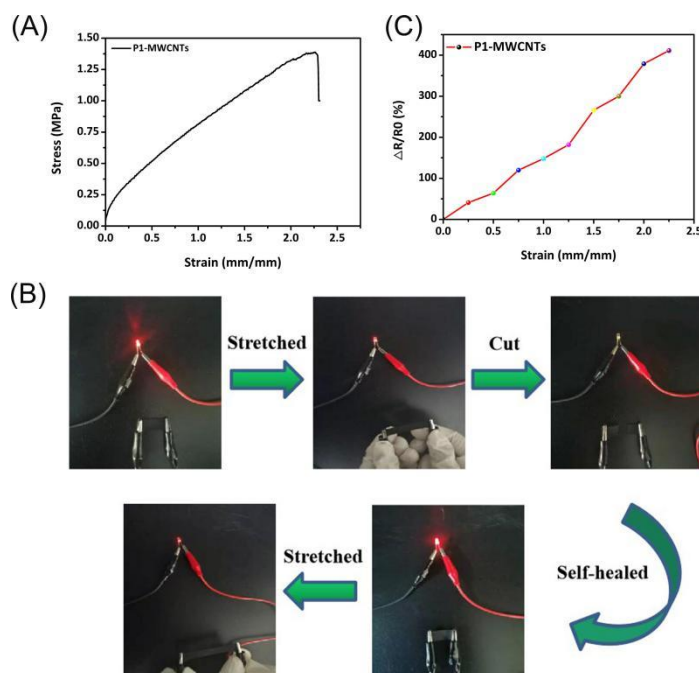 (A)
1.50
1.25
1.00
0.75
0.50
0.25
0.00
Stress (MPa)
P1-MWCNTs
0.0 0.5 1.0 1.5 2.0 2.5
Strain (mm/mm)
(C)
400
300
200
100
0
△R/R0 (%)
P1-MWCNTs
0.0 0.5 1.0 1.5 2.0 2.5
Strain (mm/mm)
(B)
Stretched
Cut
Self-healed
Stretched